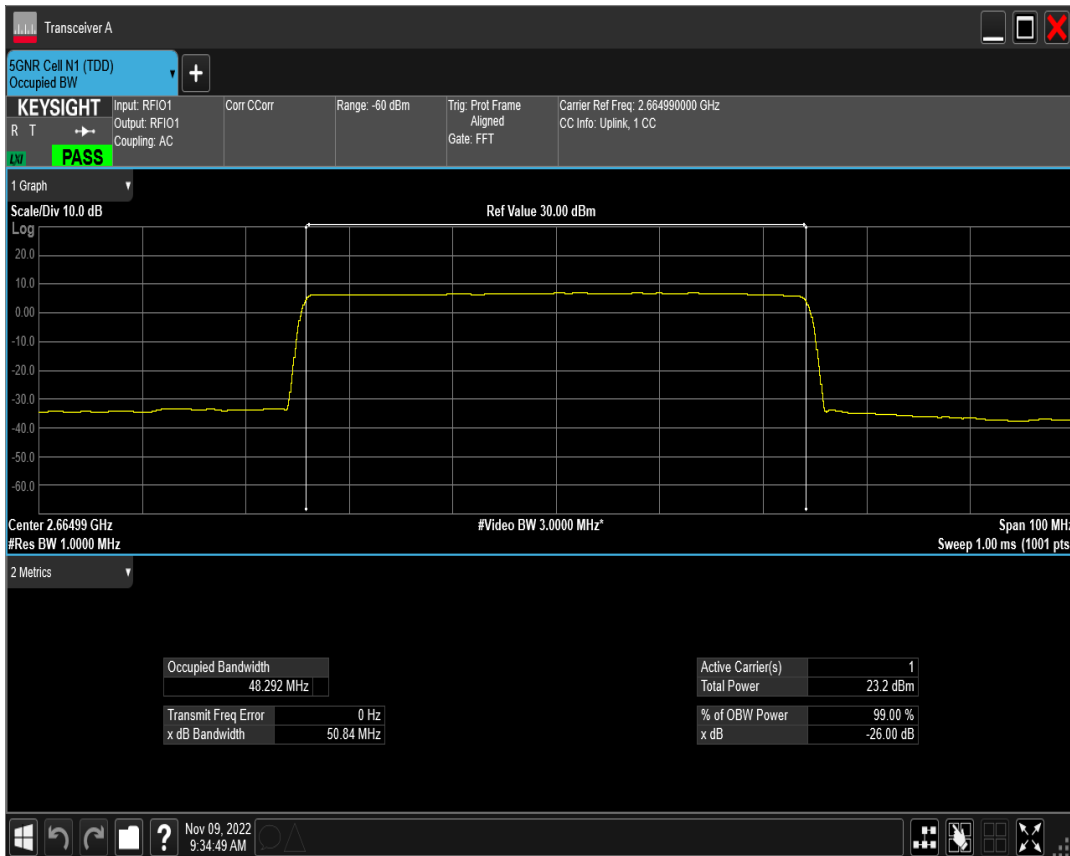 Transceiver A
5GNR Cell N1 (TDD)
Occupied BW
KEYSIGHT
R T
LXI
PASS
Input: RFIO1
Output: RFIO1
Coupling: AC
Corr CCorr
Range: -60 dBm
Trig: Prot Frame
Aligned
Gate: FFT
Carrier Ref Freq: 2.664990000 GHz
CC Info: Uplink, 1 CC
1 Graph
Scale/Div 10.0 dB
Ref Value 30.00 dBm
Log
20.0
10.0
0.00
-10.0
-20.0
-30.0
-40.0
-50.0
-60.0
Center 2.66499 GHz
#Video BW 3.0000 MHz*
Span 100 MHz
#Res BW 1.0000 MHz
Sweep 1.00 ms (1001 pts
2 Metrics
Occupied Bandwidth
48.292 MHz
Transmit Freq Error 0 Hz
x dB Bandwidth 50.84 MHz
Active Carrier(s) 1
Total Power 23.2 dBm
% of OBW Power 99.00 %
x dB -26.00 dB
Nov 09, 2022
9:34:49 AM